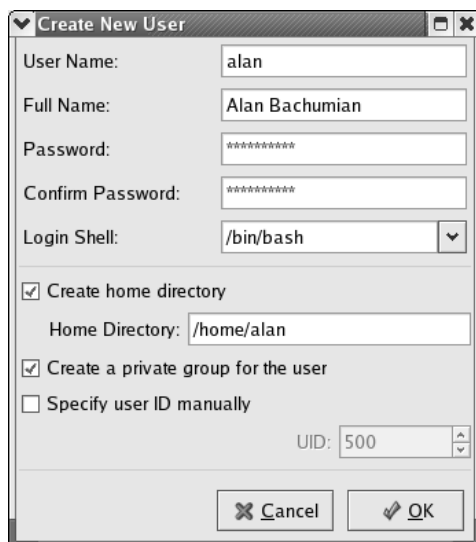 Create New User
User Name: alan
Full Name: Alan Bachumian
Password: **********
Confirm Password: **********
Login Shell: /bin/bash
Create home directory
Home Directory: /home/alan
Create a private group for the user
Specify user ID manually
UID: 500
Cancel OK